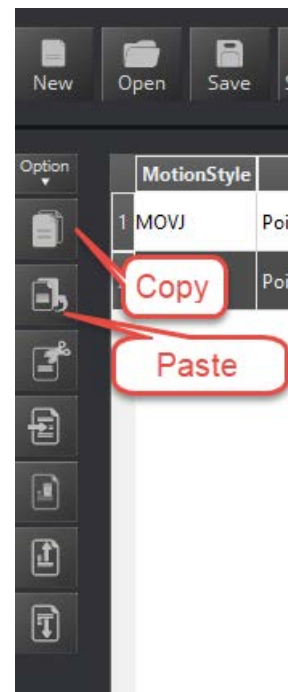 New Open Save
Option
MotionStyle
1 MOVJ Poi
Copy Poi
Paste